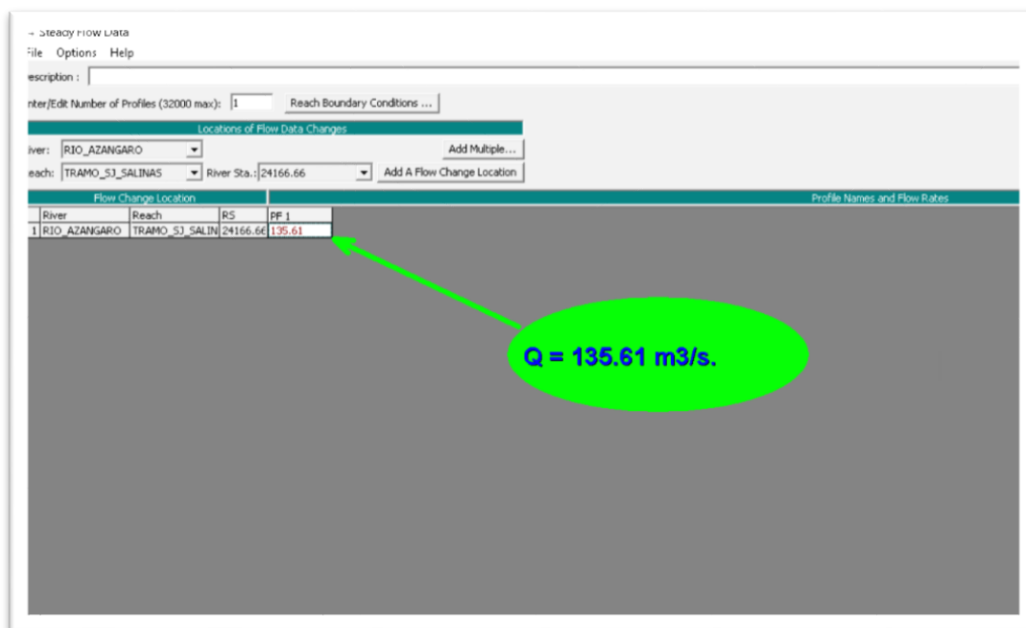 Steady Flow Data
File Options Help
escription :
nter/Edit Number of Profiles (32000 max): 1 Reach Boundary Conditions ...
Locations of Flow Data Changes
iver: RIO_AZANGARO Add Multiple...
each: TRAMO_SJ_SALINAS River Sta.: 24166.66 Add A Flow Change Location
Flow Change Location Profile Names and Flow Rates
River Reach RS PF 1
1 RIO_AZANGARO TRAMO_SJ_SALIN 24166.66 135.61
Q = 135.61 m3/s.